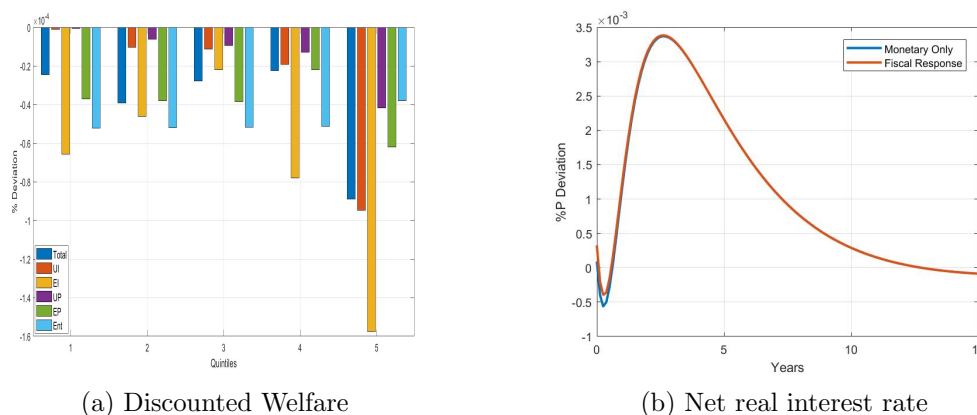 ×10⁻⁴
0
-0.2
-0.4
-0.6
-0.8
-1
-1.2
-1.4
-1.6
% Deviation
Total
UI
EI
UP
EP
Ent
1 2 3 4 5
Quintiles
(a) Discounted Welfare
×10⁻³
3.5
3
2.5
2
1.5
1
0.5
0
-0.5
-1
%P Deviation
Monetary Only
Fiscal Response
0 5 10 15
Years
(b) Net real interest rate